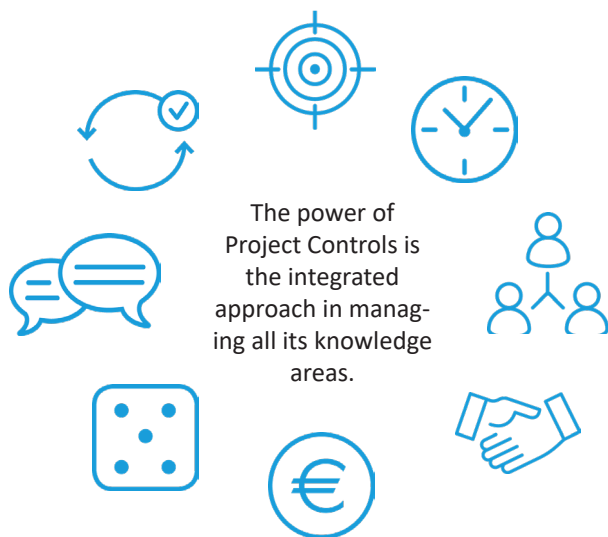 The power of
Project Controls is
the integrated
approach in manag-
ing all its knowledge
areas.
€